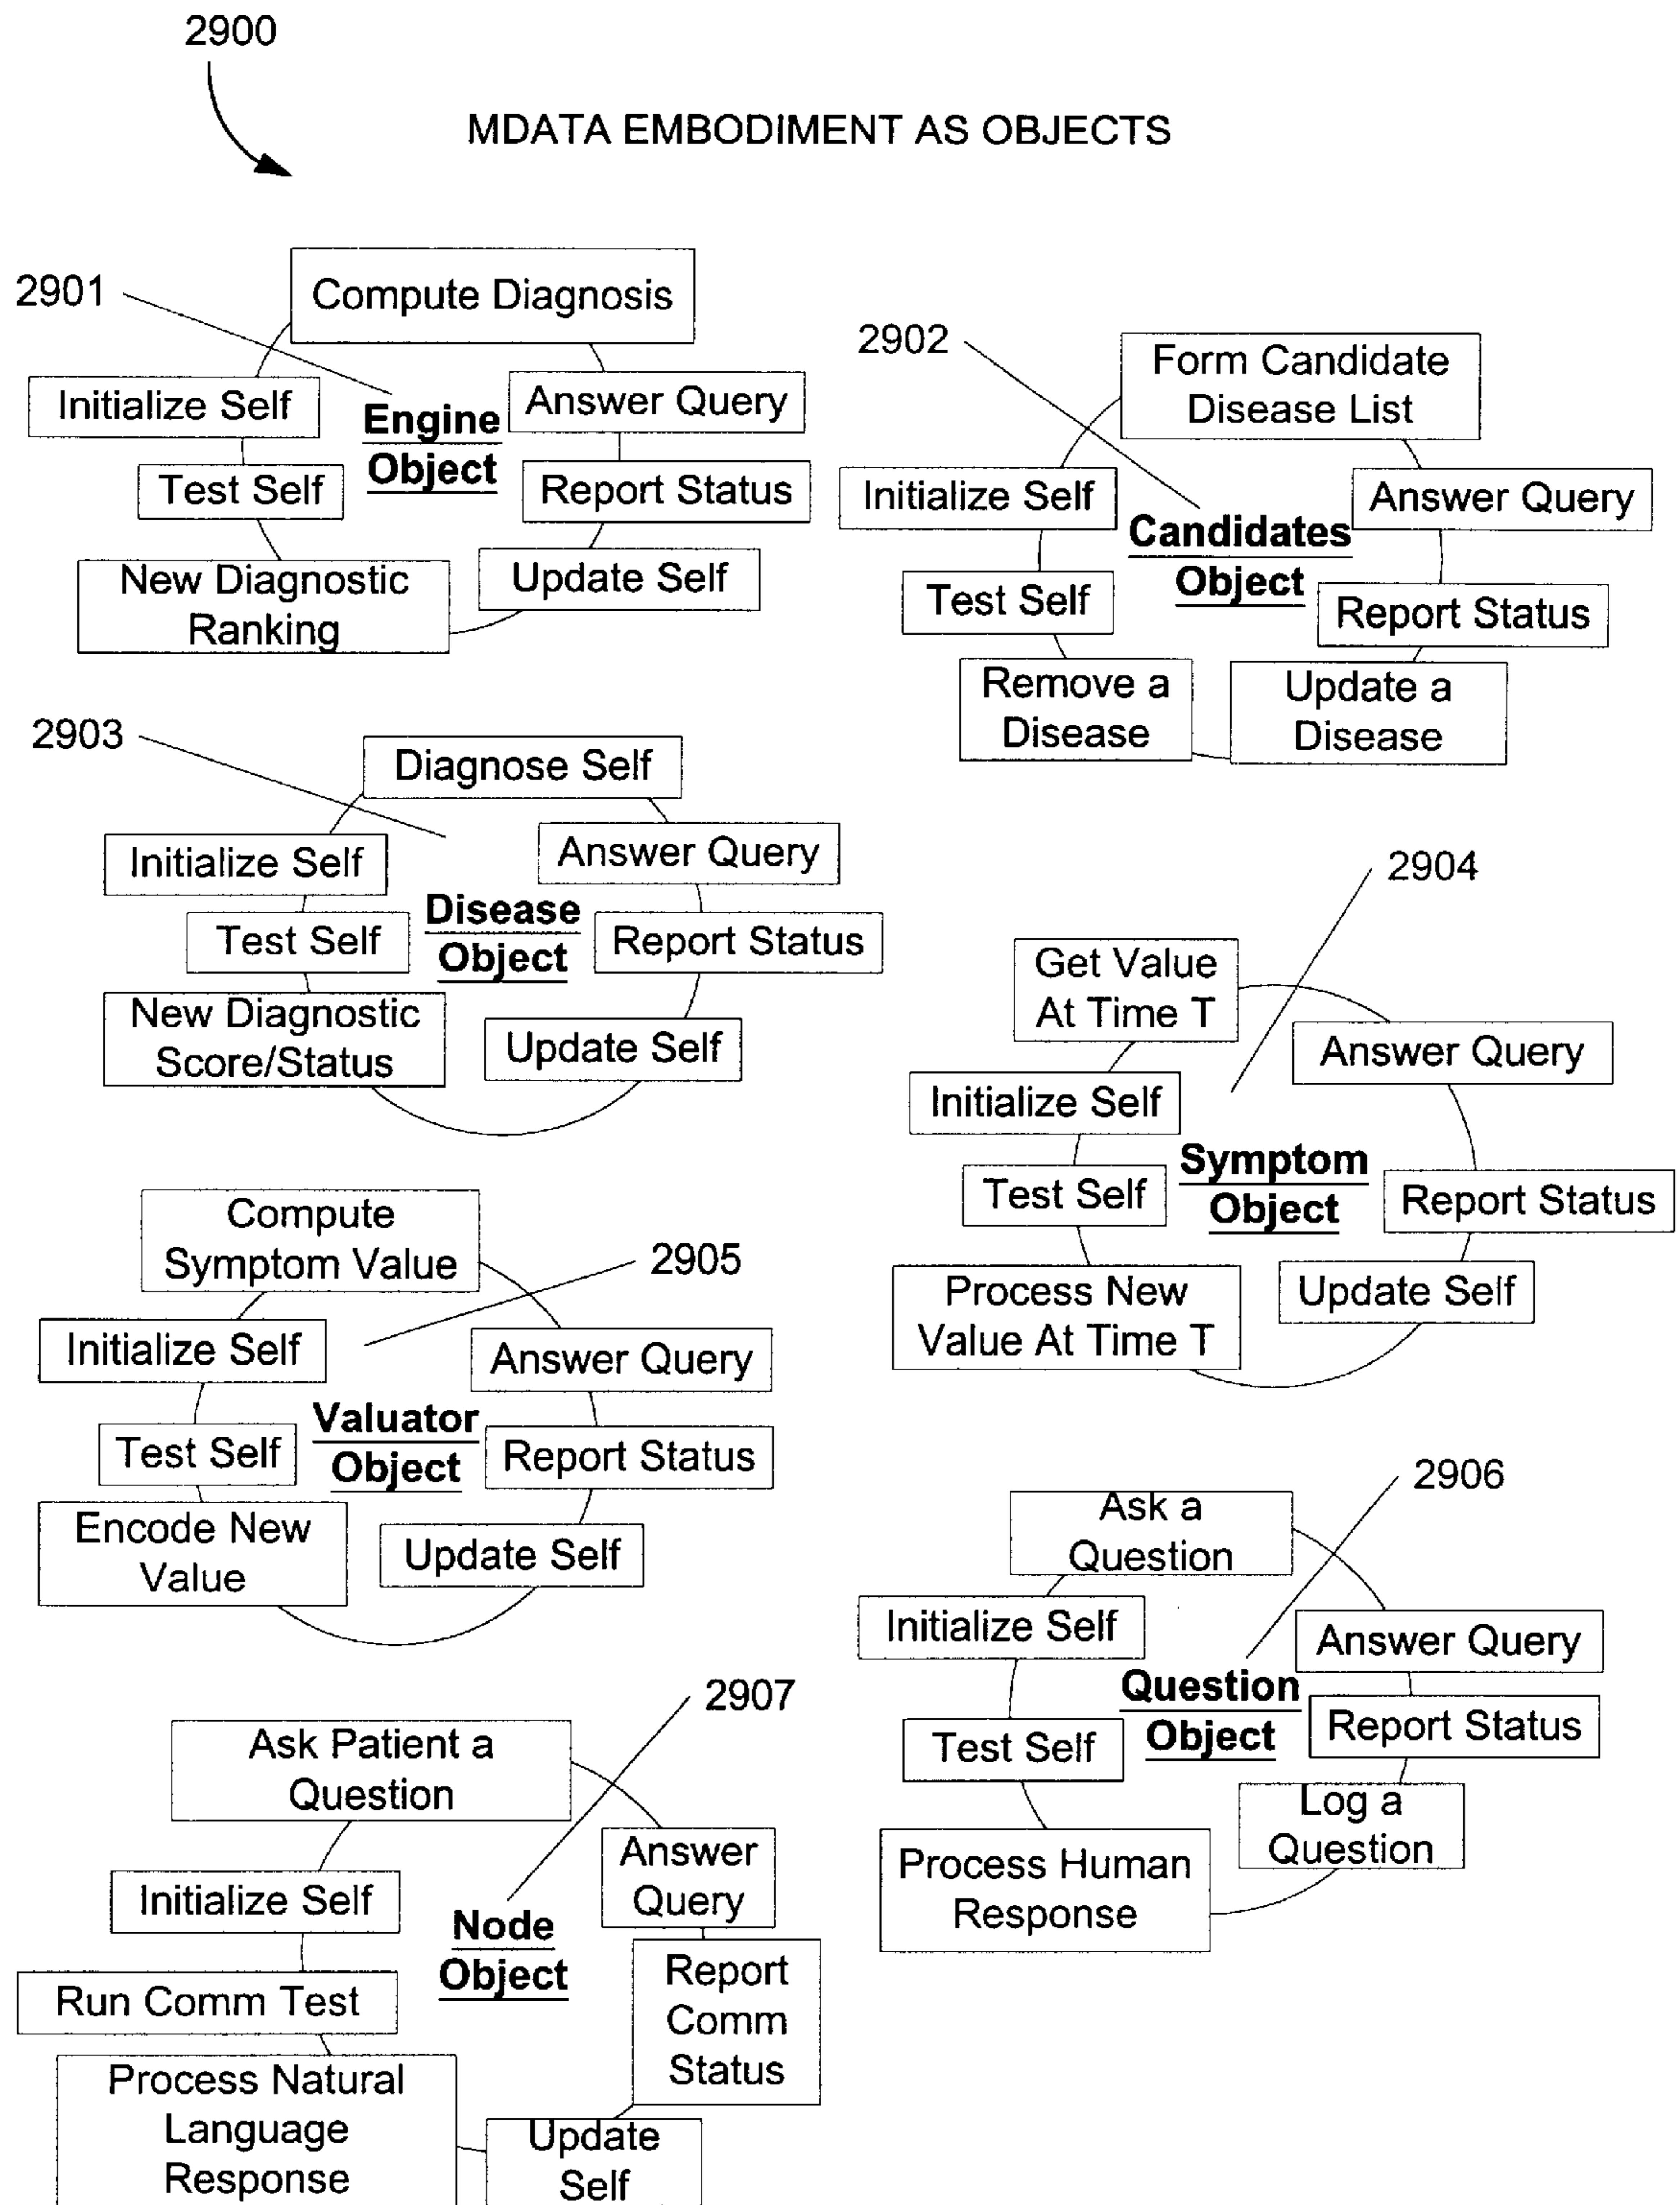 2900
MDATA EMBODIMENT AS OBJECTS
2901
Compute Diagnosis
Initialize Self
Engine
Object
Answer Query
Test Self
Report Status
New Diagnostic
Ranking
Update Self
2902
Form Candidate
Disease List
Initialize Self
Candidates
Object
Answer Query
Test Self
Report Status
Remove a
Disease
Update a
Disease
2903
Diagnose Self
Initialize Self
Answer Query
Disease
Object
Test Self
Report Status
New Diagnostic
Score/Status
Update Self
2904
Get Value
At Time T
Answer Query
Initialize Self
Symptom
Object
Test Self
Report Status
Process New
Value At Time T
Update Self
Compute
Symptom Value
2905
Initialize Self
Answer Query
Valuator
Object
Test Self
Report Status
Encode New
Value
Update Self
2906
Ask a
Question
Initialize Self
Answer Query
Question
Object
Test Self
Report Status
Log a
Question
Process Human
Response
2907
Ask Patient a
Question
Answer
Query
Initialize Self
Node
Object
Run Comm Test
Report
Comm
Status
Process Natural
Language
Response
Update
Self